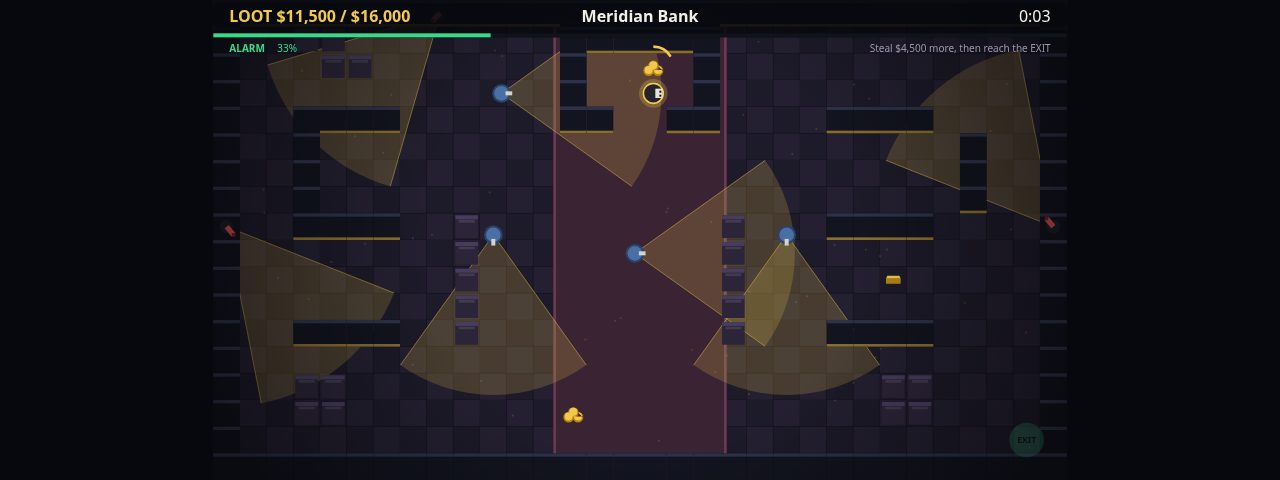 LOOT $11,500 / $16,000
Meridian Bank
0:03
ALARM 33%
Steal $4,500 more, then reach the EXIT
E
EXIT